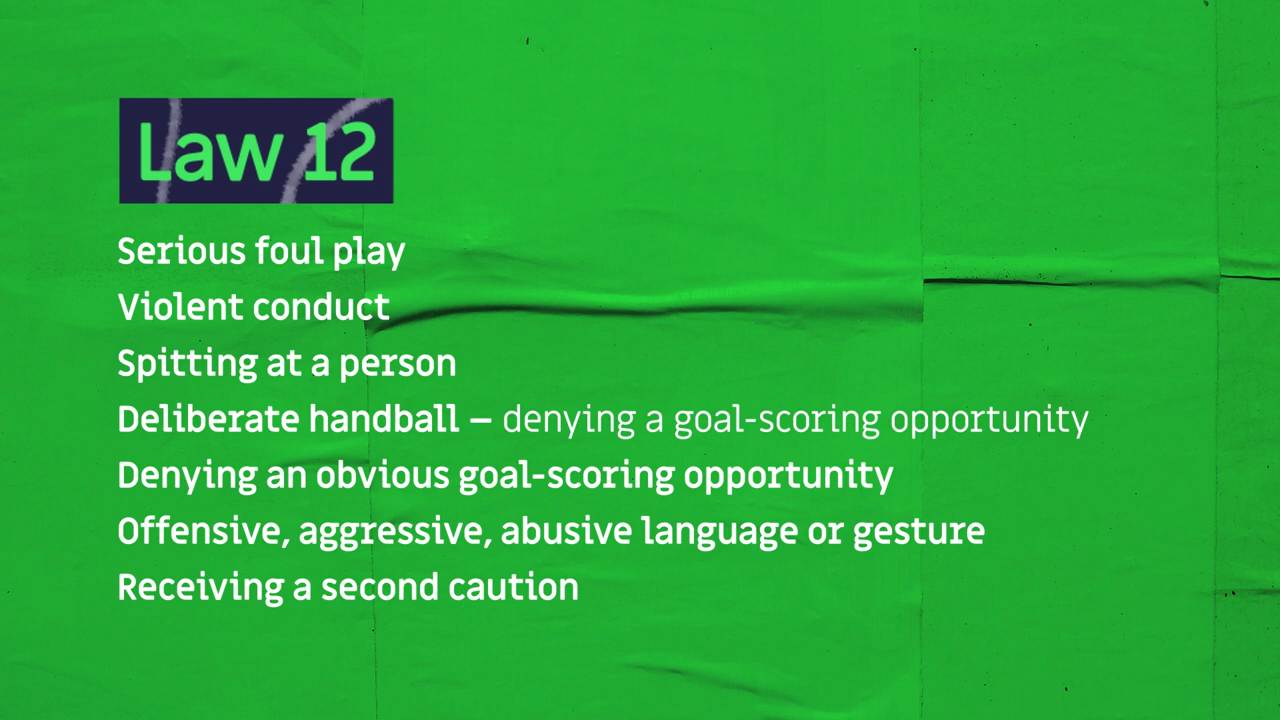 Law 12
Serious foul play
Violent conduct
Spitting at a person
Deliberate handball – denying a goal-scoring opportunity
Denying an obvious goal-scoring opportunity
Offensive, aggressive, abusive language or gesture
Receiving a second caution